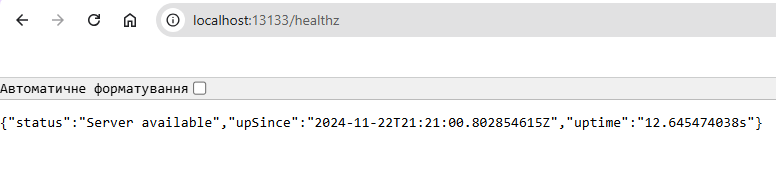 localhost:13133/healthz
Автоматичне форматування
{"status":"Server available","upSince":"2024-11-22T21:21:00.802854615Z","uptime":"12.645474038s"}